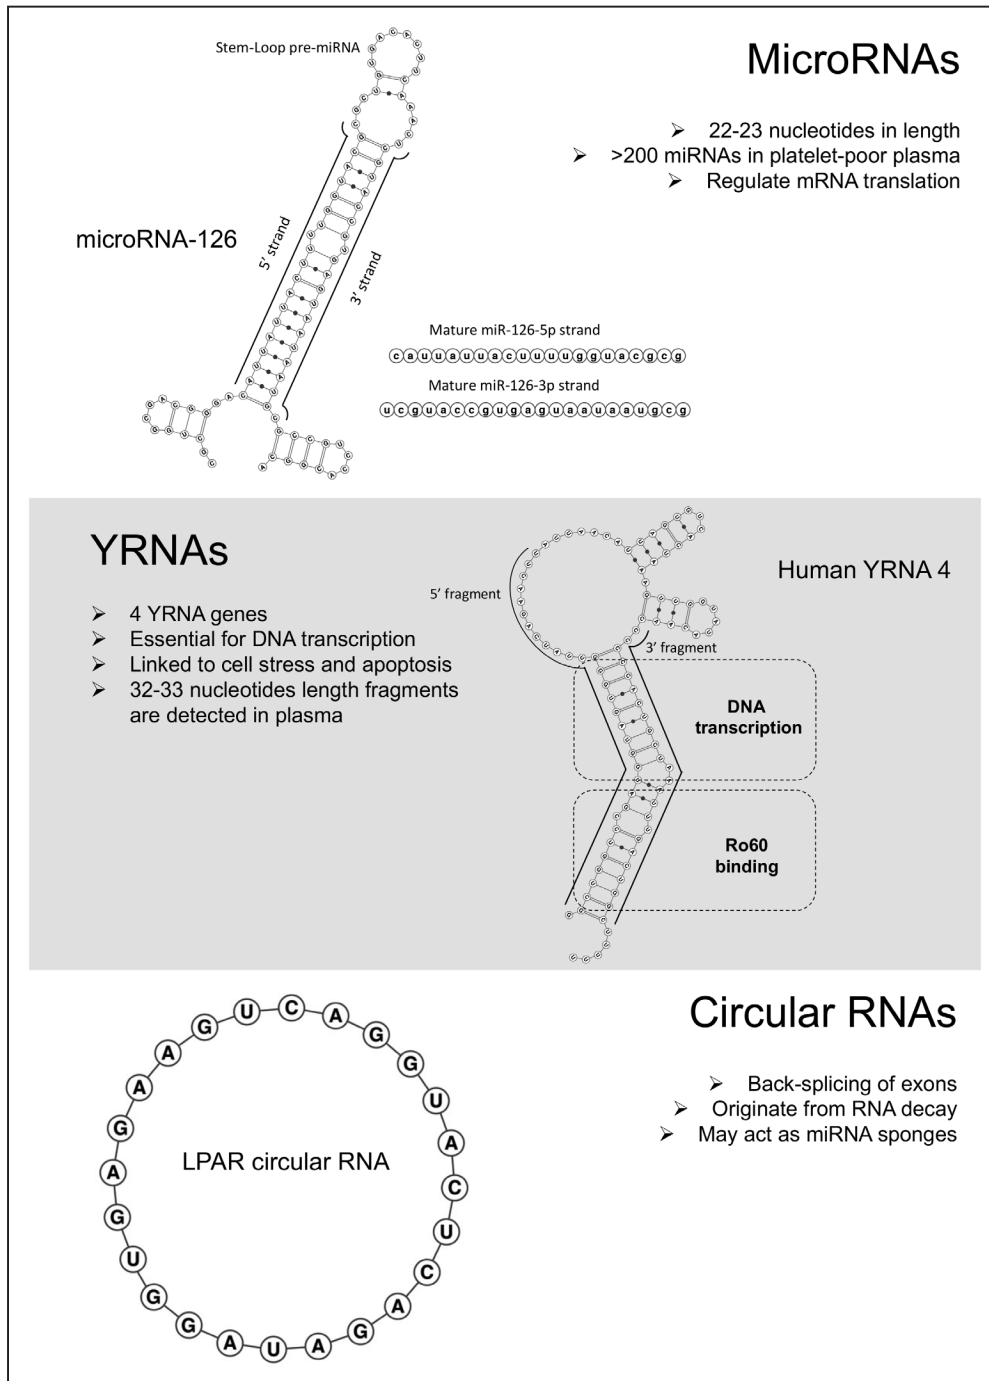 Stem-Loop pre-miRNA
MicroRNAs
➢ 22-23 nucleotides in length
➢ >200 miRNAs in platelet-poor plasma
➢ Regulate mRNA translation
microRNA-126
5′ strand
3′ strand
Mature miR-126-5p strand
cauuauuacuuuugguacgcg
Mature miR-126-3p strand
ucguaccgugaguaauaaugcg
YRNAs
➢ 4 YRNA genes
➢ Essential for DNA transcription
➢ Linked to cell stress and apoptosis
➢ 32-33 nucleotides length fragments
are detected in plasma
Human YRNA 4
5′ fragment
3′ fragment
DNA
transcription
Ro60
binding
Circular RNAs
➢ Back-splicing of exons
➢ Originate from RNA decay
➢ May act as miRNA sponges
LPAR circular RNA
UCAGGUACUCAGAUAGGUGAGAAG